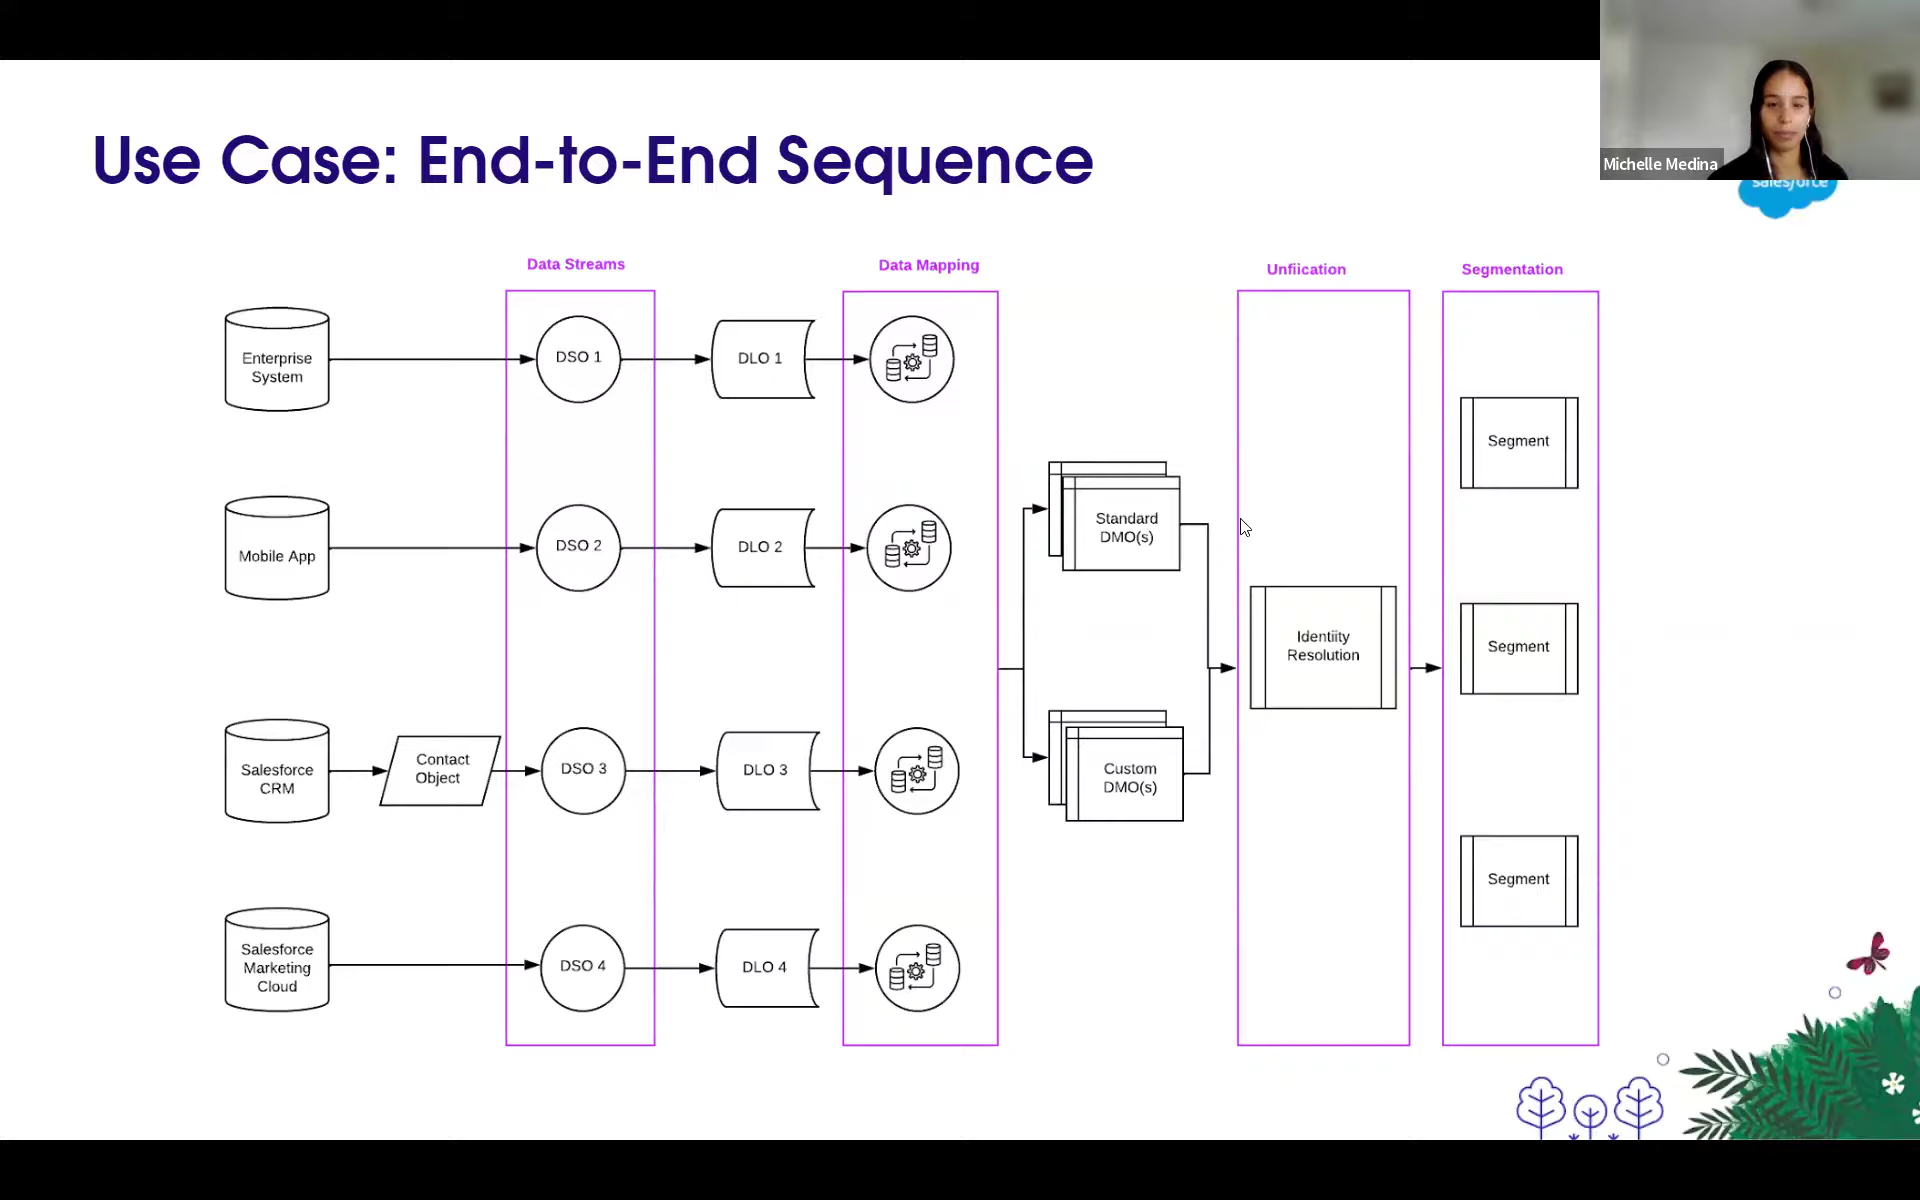 Use Case: End-to-End Sequence
Michelle Medina
salesforce
Data Streams
Data Mapping
Unfiication
Segmentation
Enterprise
System
DSO 1
DLO 1
Mobile App
DSO 2
DLO 2
Salesforce
CRM
Contact
Object
DSO 3
DLO 3
Salesforce
Marketing
Cloud
DSO 4
DLO 4
Standard
DMO(s)
Custom
DMO(s)
Identiity
Resolution
Segment
Segment
Segment